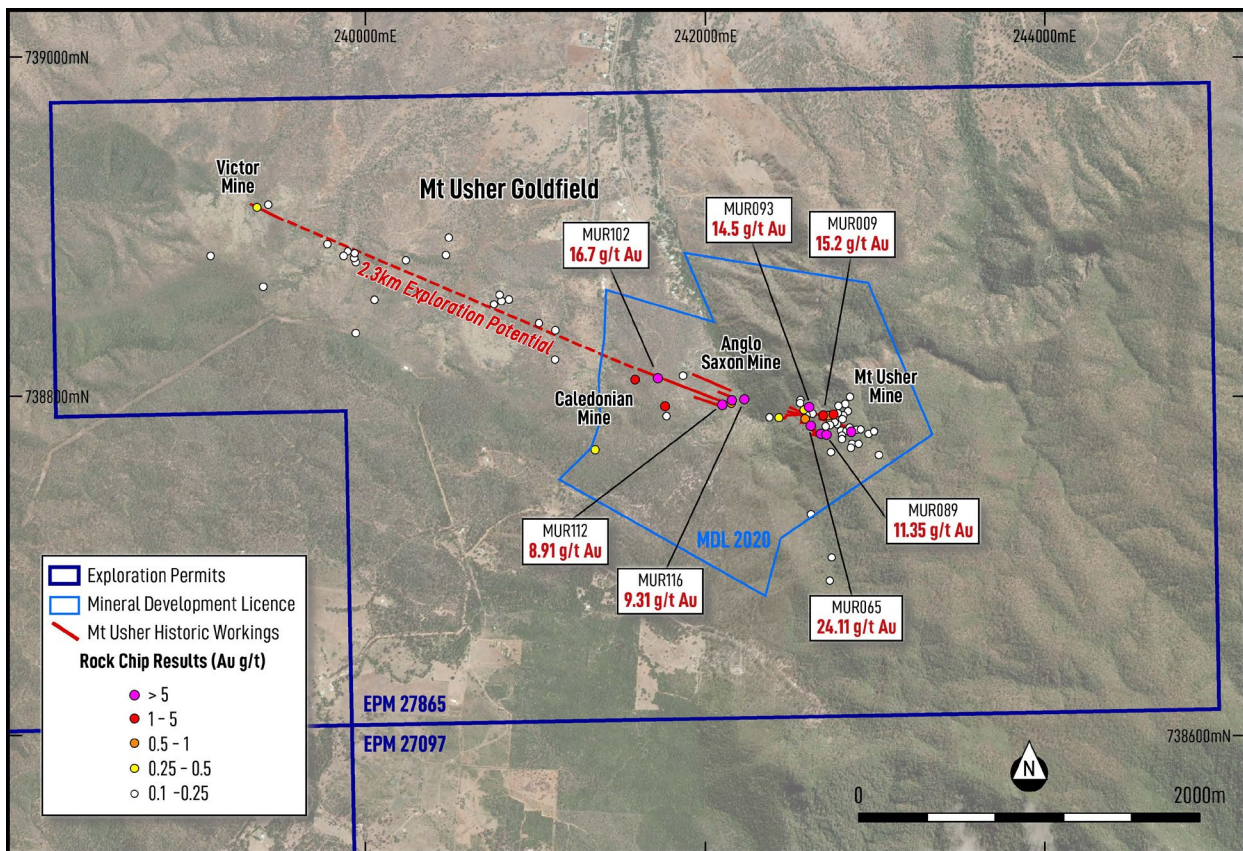 240000mE
242000mE
244000mE
739000mN
Victor
Mine
Mt Usher Goldfield
MUR102
16.7 g/t Au
MUR093
14.5 g/t Au
MUR009
15.2 g/t Au
2.3km Exploration Potential
Anglo
Saxon Mine
Mt Usher
Mine
738800mN
Caledonian
Mine
MUR112
8.91 g/t Au
MDL 2020
MUR089
11.35 g/t Au
MUR116
9.31 g/t Au
MUR065
24.11 g/t Au
Exploration Permits
Mineral Development Licence
Mt Usher Historic Workings
Rock Chip Results (Au g/t)
> 5
1 - 5
0.5 - 1
0.25 - 0.5
0.1 -0.25
EPM 27865
EPM 27097
738600mN
N
0
2000m